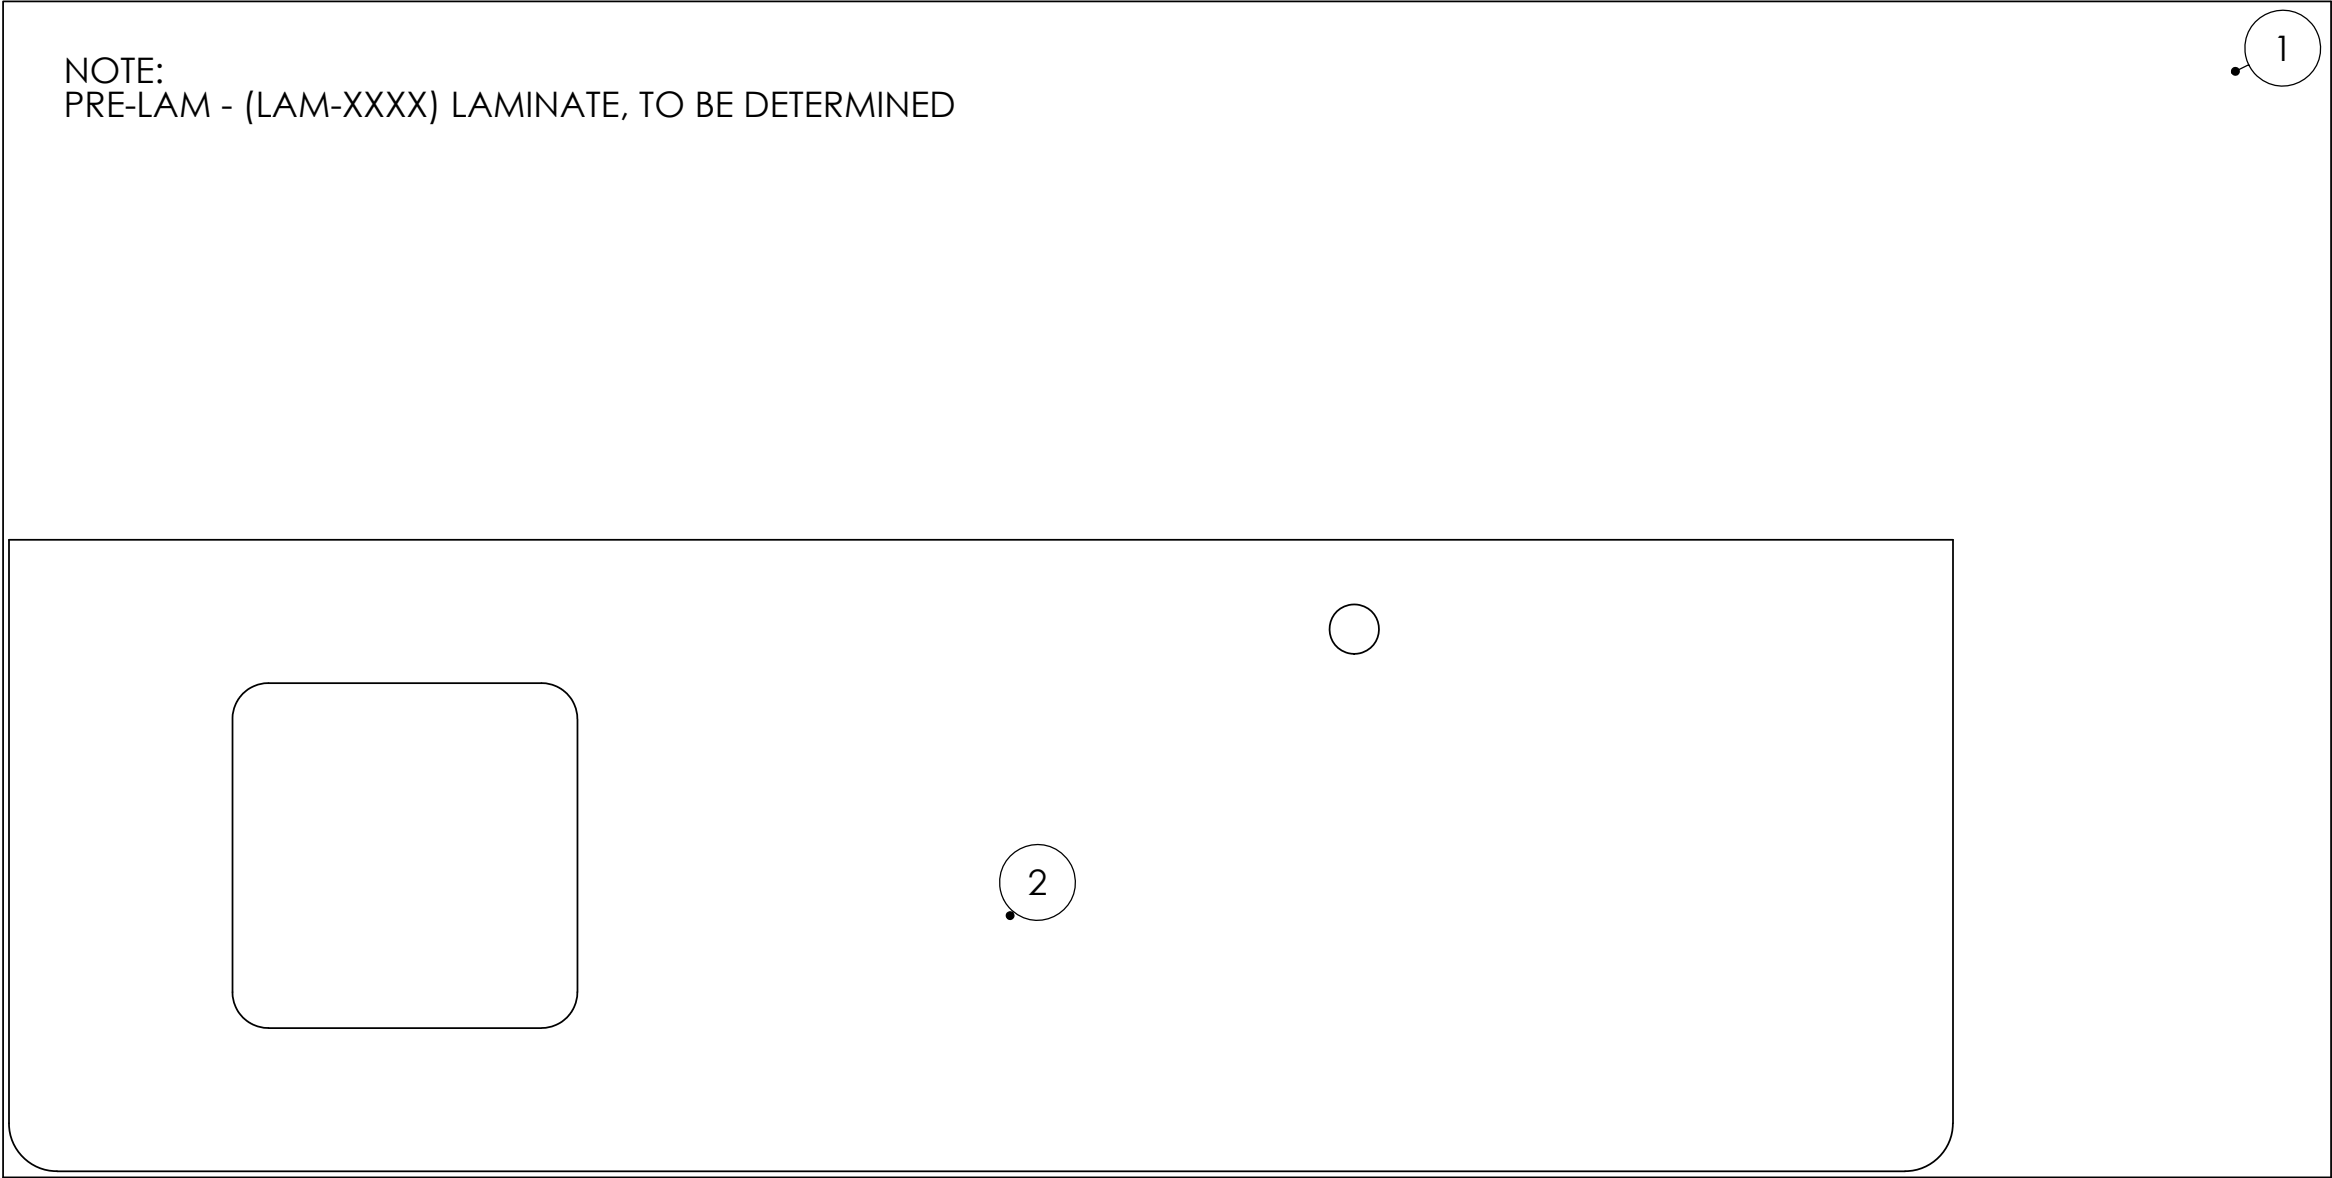 1
NOTE:
PRE-LAM - (LAM-XXXX) LAMINATE, TO BE DETERMINED
2